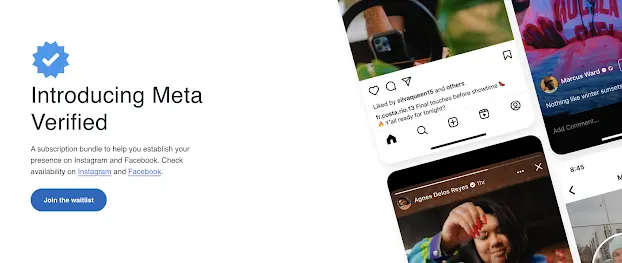 Introducing Meta
Verified
A subscription bundle to help you establish your
presence on Instagram and Facebook. Check
availability on Instagram and Facebook.
Join the waitlist
Liked by silvaqueen15 and others
fr.costa.rio.13 Final touches before showtime 🌶️
🔥 Y'all ready for tonight?
Marcus Ward
Nothing like winter sunsets
Add Comment...
Agnes Delos Reyes 1hr
8:45